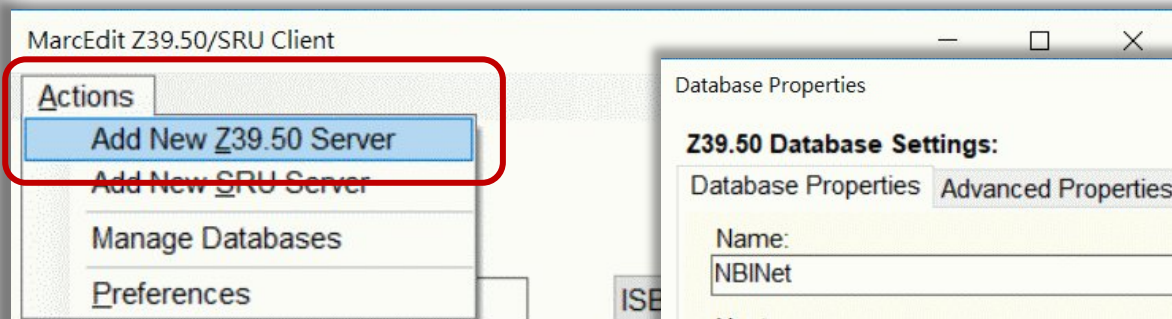 MarcEdit Z39.50/SRU Client
Actions
Add New Z39.50 Server
Add New SRU Server
Manage Databases
Preferences
Database Properties
Z39.50 Database Settings:
Database Properties Advanced Properties
Name:
NBINet